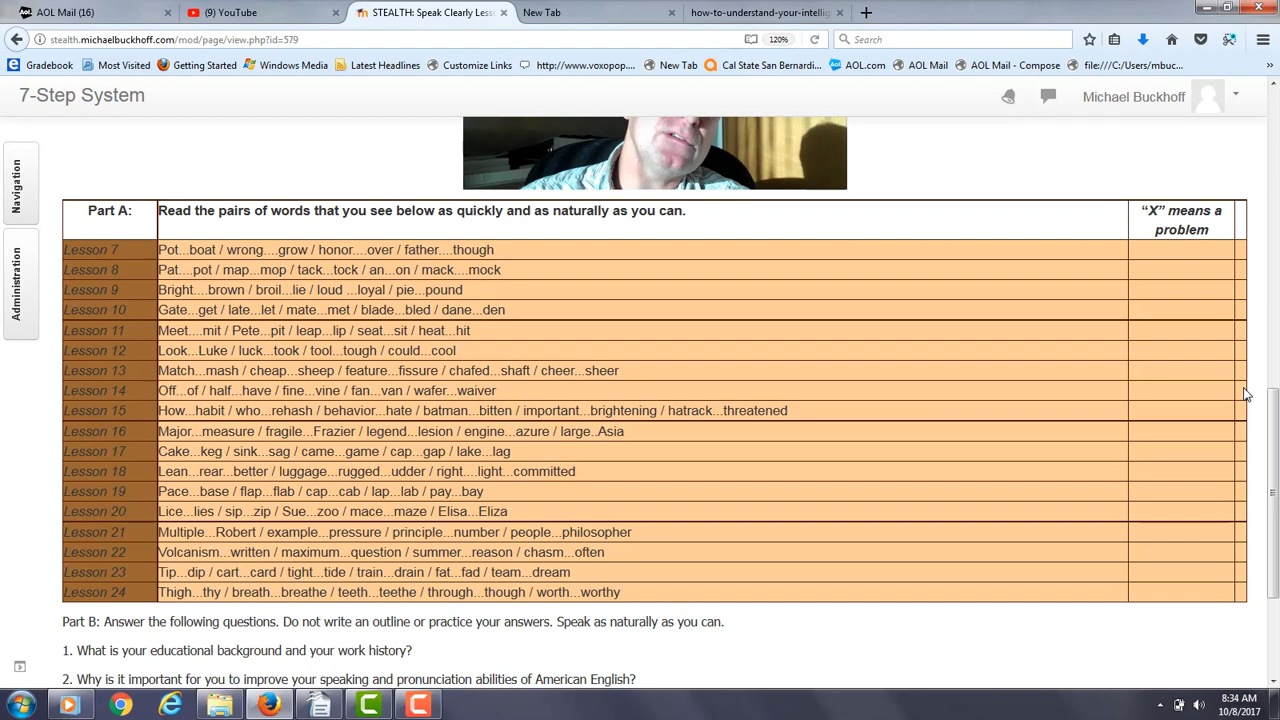 AOL Mail (16)
(9) YouTube
STEALTH: Speak Clearly Less
New Tab
how-to-understand-your-intellig
stealth.michaelbuckhoff.com/mod/page/view.php?id=579
120%
Search
Gradebook
Most Visited
Getting Started
Windows Media
Latest Headlines
Customize Links
http://www.voxopop....
New Tab
Cal State San Bernardi...
AOL.com
AOL Mail
AOL Mail - Compose
file:///C:/Users/mbuc...
7-Step System
Michael Buckhoff
Navigation
Administration
Part A: Read the pairs of words that you see below as quickly and as naturally as you can. “X” means a
problem
Lesson 7 Pot...boat / wrong....grow / honor....over / father....though
Lesson 8 Pat....pot / map...mop / tack...tock / an...on / mack....mock
Lesson 9 Bright....brown / broil...lie / loud ...loyal / pie...pound
Lesson 10 Gate...get / late...let / mate...met / blade...bled / dane...den
Lesson 11 Meet....mit / Pete...pit / leap...lip / seat...sit / heat...hit
Lesson 12 Look...Luke / luck...took / tool...tough / could...cool
Lesson 13 Match...mash / cheap...sheep / feature...fissure / chafed...shaft / cheer...sheer
Lesson 14 Off...of / half...have / fine...vine / fan...van / wafer...waiver
Lesson 15 How...habit / who...rehash / behavior...hate / batman...bitten / important...brightening / hatrack...threatened
Lesson 16 Major...measure / fragile...Frazier / legend...lesion / engine...azure / large..Asia
Lesson 17 Cake...keg / sink...sag / came...game / cap...gap / lake...lag
Lesson 18 Lean...rear...better / luggage...rugged...udder / right....light...committed
Lesson 19 Pace...base / flap...flab / cap...cab / lap...lab / pay...bay
Lesson 20 Lice...lies / sip...zip / Sue...zoo / mace...maze / Elisa...Eliza
Lesson 21 Multiple...Robert / example...pressure / principle...number / people...philosopher
Lesson 22 Volcanism...written / maximum...question / summer...reason / chasm...often
Lesson 23 Tip...dip / cart...card / tight...tide / train...drain / fat...fad / team...dream
Lesson 24 Thigh...thy / breath...breathe / teeth...teethe / through...though / worth...worthy
Part B: Answer the following questions. Do not write an outline or practice your answers. Speak as naturally as you can.
1. What is your educational background and your work history?
2. Why is it important for you to improve your speaking and pronunciation abilities of American English?
8:34 AM
10/8/2017